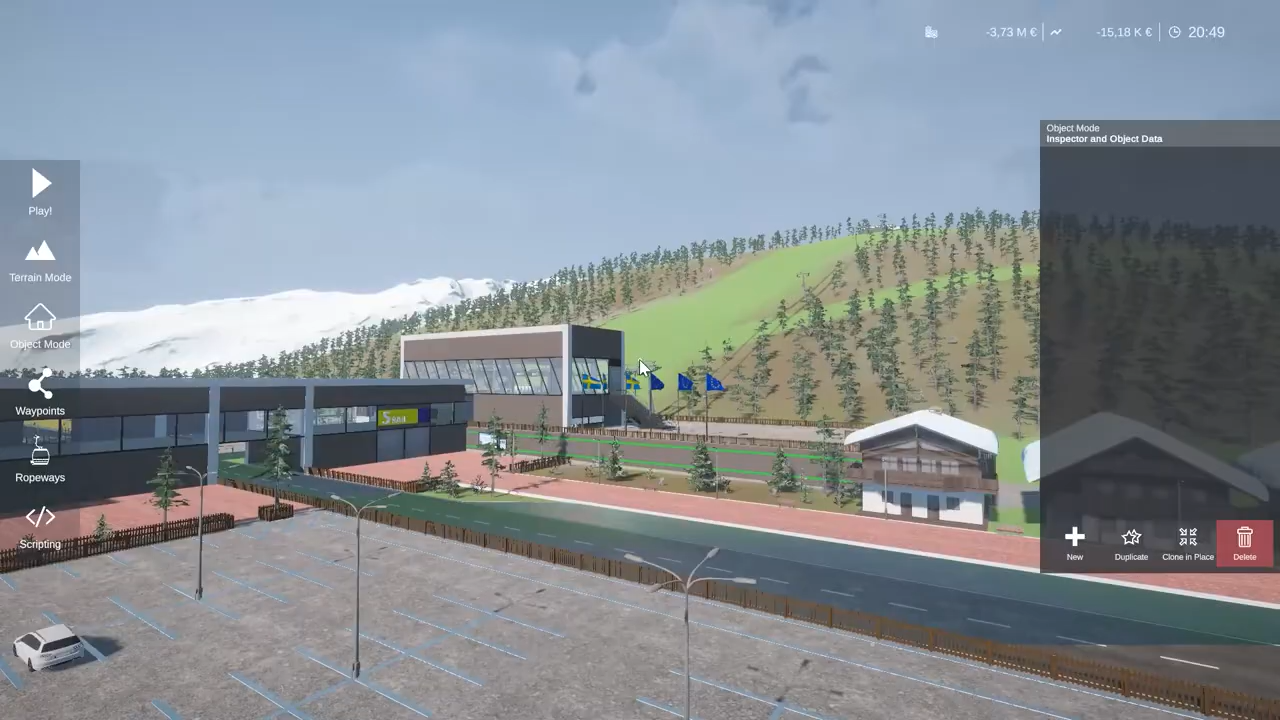 -3,73 M €
-15,18 K €
20:49
Object Mode
Inspector and Object Data
Play!
Terrain Mode
Object Mode
Waypoints
Ropeways
Scripting
New
Duplicate
Clone in Place
Delete